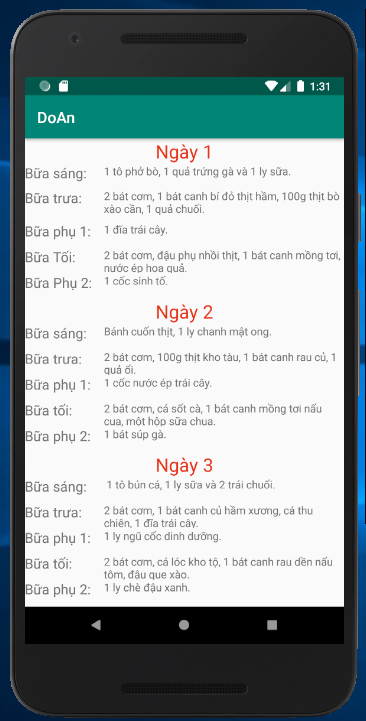 1:31
DoAn
Ngày 1
Bữa sáng: 1 tô phở bò, 1 quả trứng gà và 1 ly sữa.
Bữa trưa: 2 bát cơm, 1 bát canh bí đỏ thịt hầm, 100g thịt bò
xào cần, 1 quả chuối.
Bữa phụ 1: 1 đĩa trái cây.
Bữa Tối: 2 bát cơm, đậu phụ nhồi thịt, 1 bát canh mồng tơi,
nước ép hoa quả.
Bữa Phụ 2: 1 cốc sinh tố.
Ngày 2
Bữa sáng: Bánh cuốn thịt, 1 ly chanh mật ong.
Bữa trưa: 2 bát cơm, 100g thịt kho tàu, 1 bát canh rau củ, 1
quả ổi.
Bữa phụ 1: 1 cốc nước ép trái cây.
Bữa tối: 2 bát cơm, cá sốt cà, 1 bát canh mồng tơi nấu
cua, một hộp sữa chua.
Bữa phụ 2: 1 bát súp gà.
Ngày 3
Bữa sáng: 1 tô bún cá, 1 ly sữa và 2 trái chuối.
Bữa trưa: 2 bát cơm, 1 bát canh củ hầm xương, cá thu
chiên, 1 đĩa trái cây.
Bữa phụ 1: 1 ly ngũ cốc dinh dưỡng.
Bữa tối: 2 bát cơm, cá lóc kho tộ, 1 bát canh rau dền nấu
tôm, đậu que xào.
Bữa phụ 2: 1 ly chè đậu xanh.